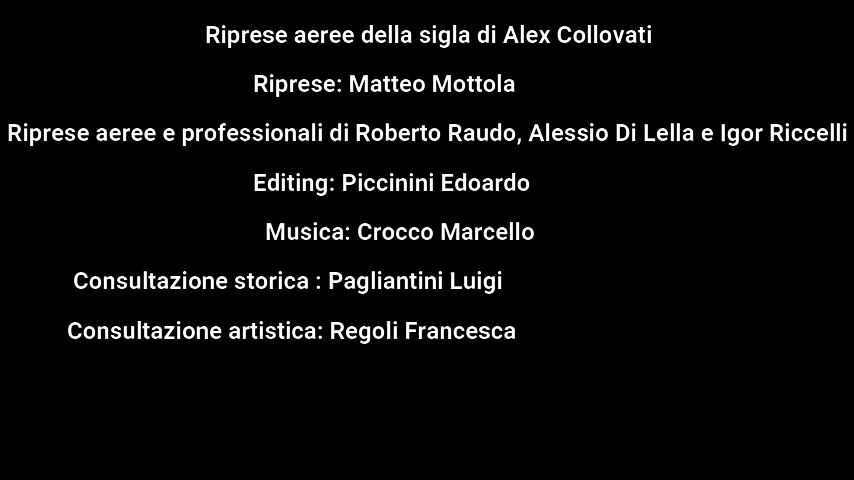 Riprese aeree della sigla di Alex Collovati
Riprese: Matteo Mottola
Riprese aeree e professionali di Roberto Raudo, Alessio Di Lella e Igor Riccelli
Editing: Piccinini Edoardo
Musica: Crocco Marcello
Consultazione storica : Pagliantini Luigi
Consultazione artistica: Regoli Francesca